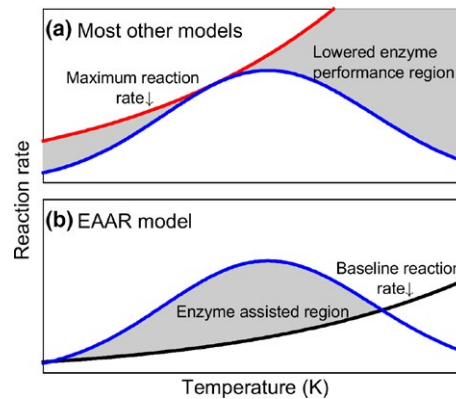 (a) Most other models
Maximum reaction
rate↓
Lowered enzyme
performance region
(b) EAAR model
Baseline reaction
rate↓
Enzyme assisted region
Reaction rate
Temperature (K)